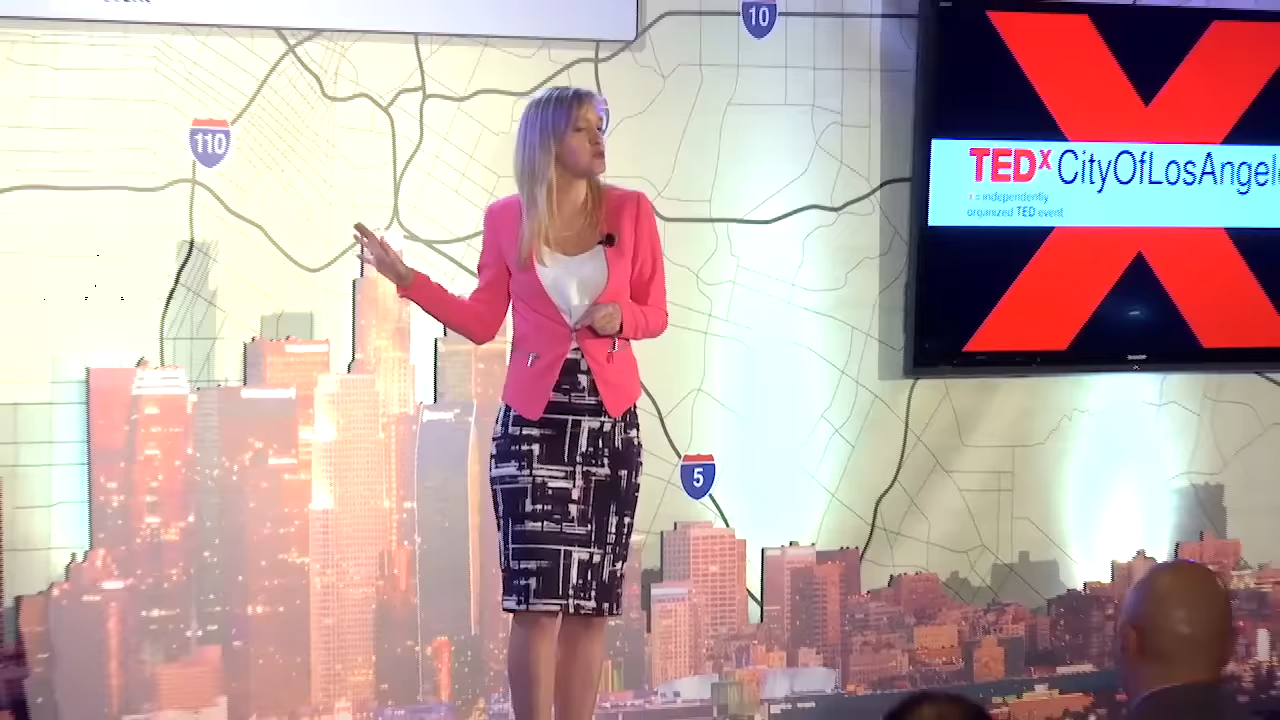 10
110
TEDx CityOfLosAngel
x = independently
organized TED event
5